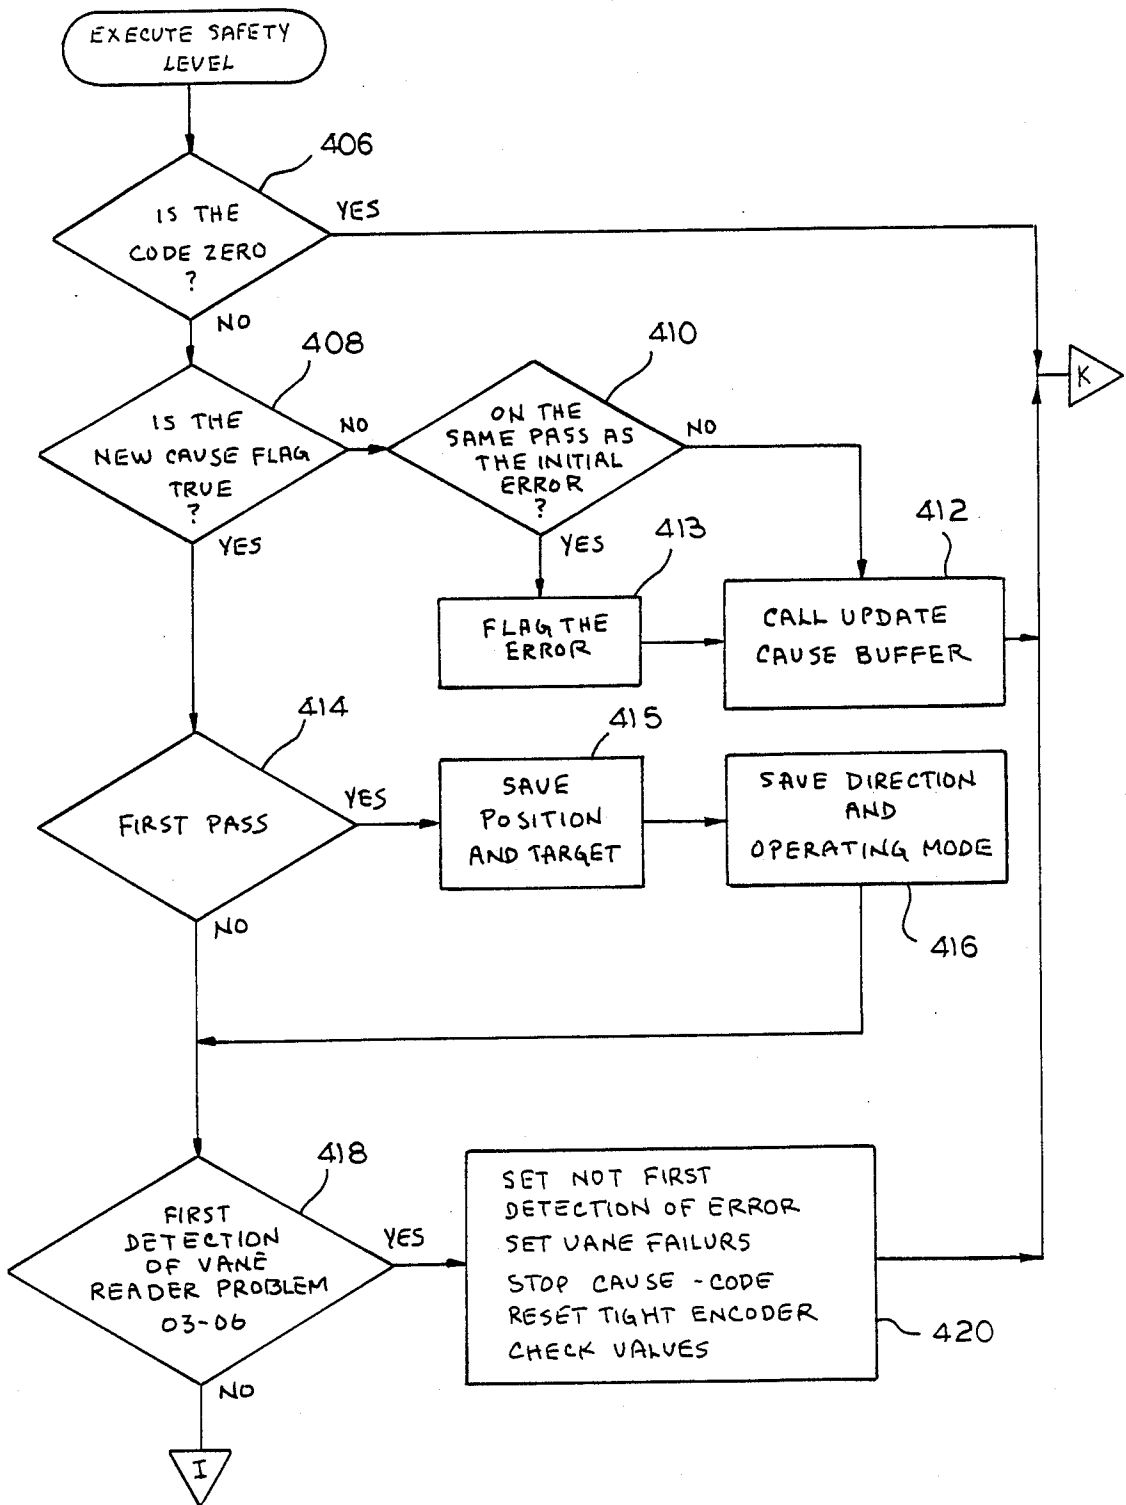 EXECUTE SAFETY
LEVEL
406
IS THE
CODE ZERO
?
YES
NO
408
IS THE
NEW CAUSE FLAG
TRUE
?
NO
YES
410
ON THE
SAME PASS AS
THE INITIAL
ERROR
?
NO
YES
K
413
FLAG THE
ERROR
412
CALL UPDATE
CAUSE BUFFER
414
FIRST PASS
YES
NO
415
SAVE
POSITION
AND TARGET
SAVE DIRECTION
AND
OPERATING MODE
416
418
FIRST
DETECTION
OF VANE
READER PROBLEM
03-06
YES
NO
SET NOT FIRST
DETECTION OF ERROR
SET VANE FAILURS
STOP CAUSE - CODE
RESET TIGHT ENCODER
CHECK VALUES
420
I